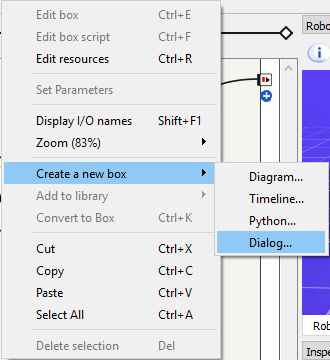 Edit box Ctrl+E
Edit box script Ctrl+F
Edit resources Ctrl+R
Set Parameters
Display I/O names Shift+F1
Zoom (83%)
Create a new box
Add to library
Convert to Box Ctrl+K
Cut Ctrl+X
Copy Ctrl+C
Paste Ctrl+V
Select All Ctrl+A
Delete selection Del
Diagram...
Timeline...
Python...
Dialog...
Robo
i
Rob
Inspe